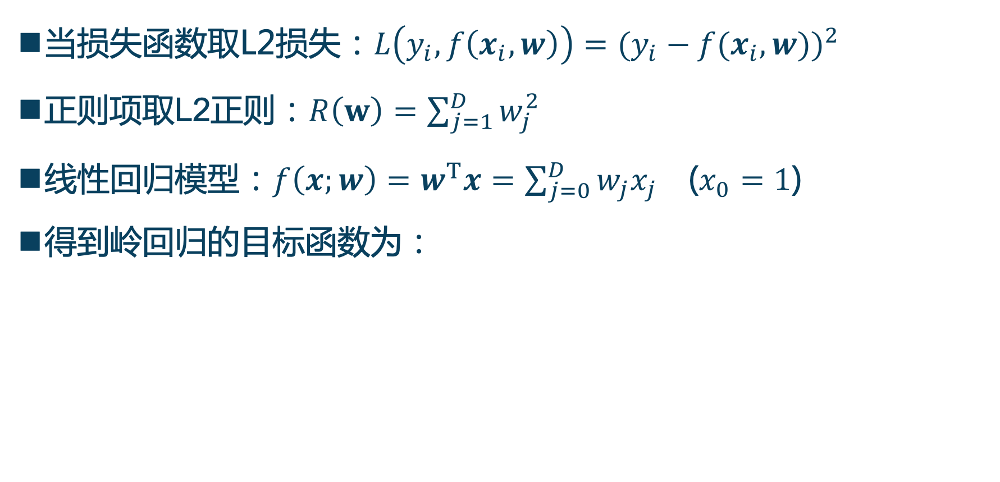 ■当损失函数取L2损失：$L\left(y_i, f(\boldsymbol{x}_i, \boldsymbol{w})\right) = (y_i - f(\boldsymbol{x}_i, \boldsymbol{w}))^2$
■正则项取L2正则：$R(\mathbf{w}) = \sum_{j=1}^{D} w_j^2$
■线性回归模型：$f(\boldsymbol{x}; \boldsymbol{w}) = \boldsymbol{w}^{\mathrm{T}}\boldsymbol{x} = \sum_{j=0}^{D} w_j x_j$ ($x_0 = 1$)
■得到岭回归的目标函数为：